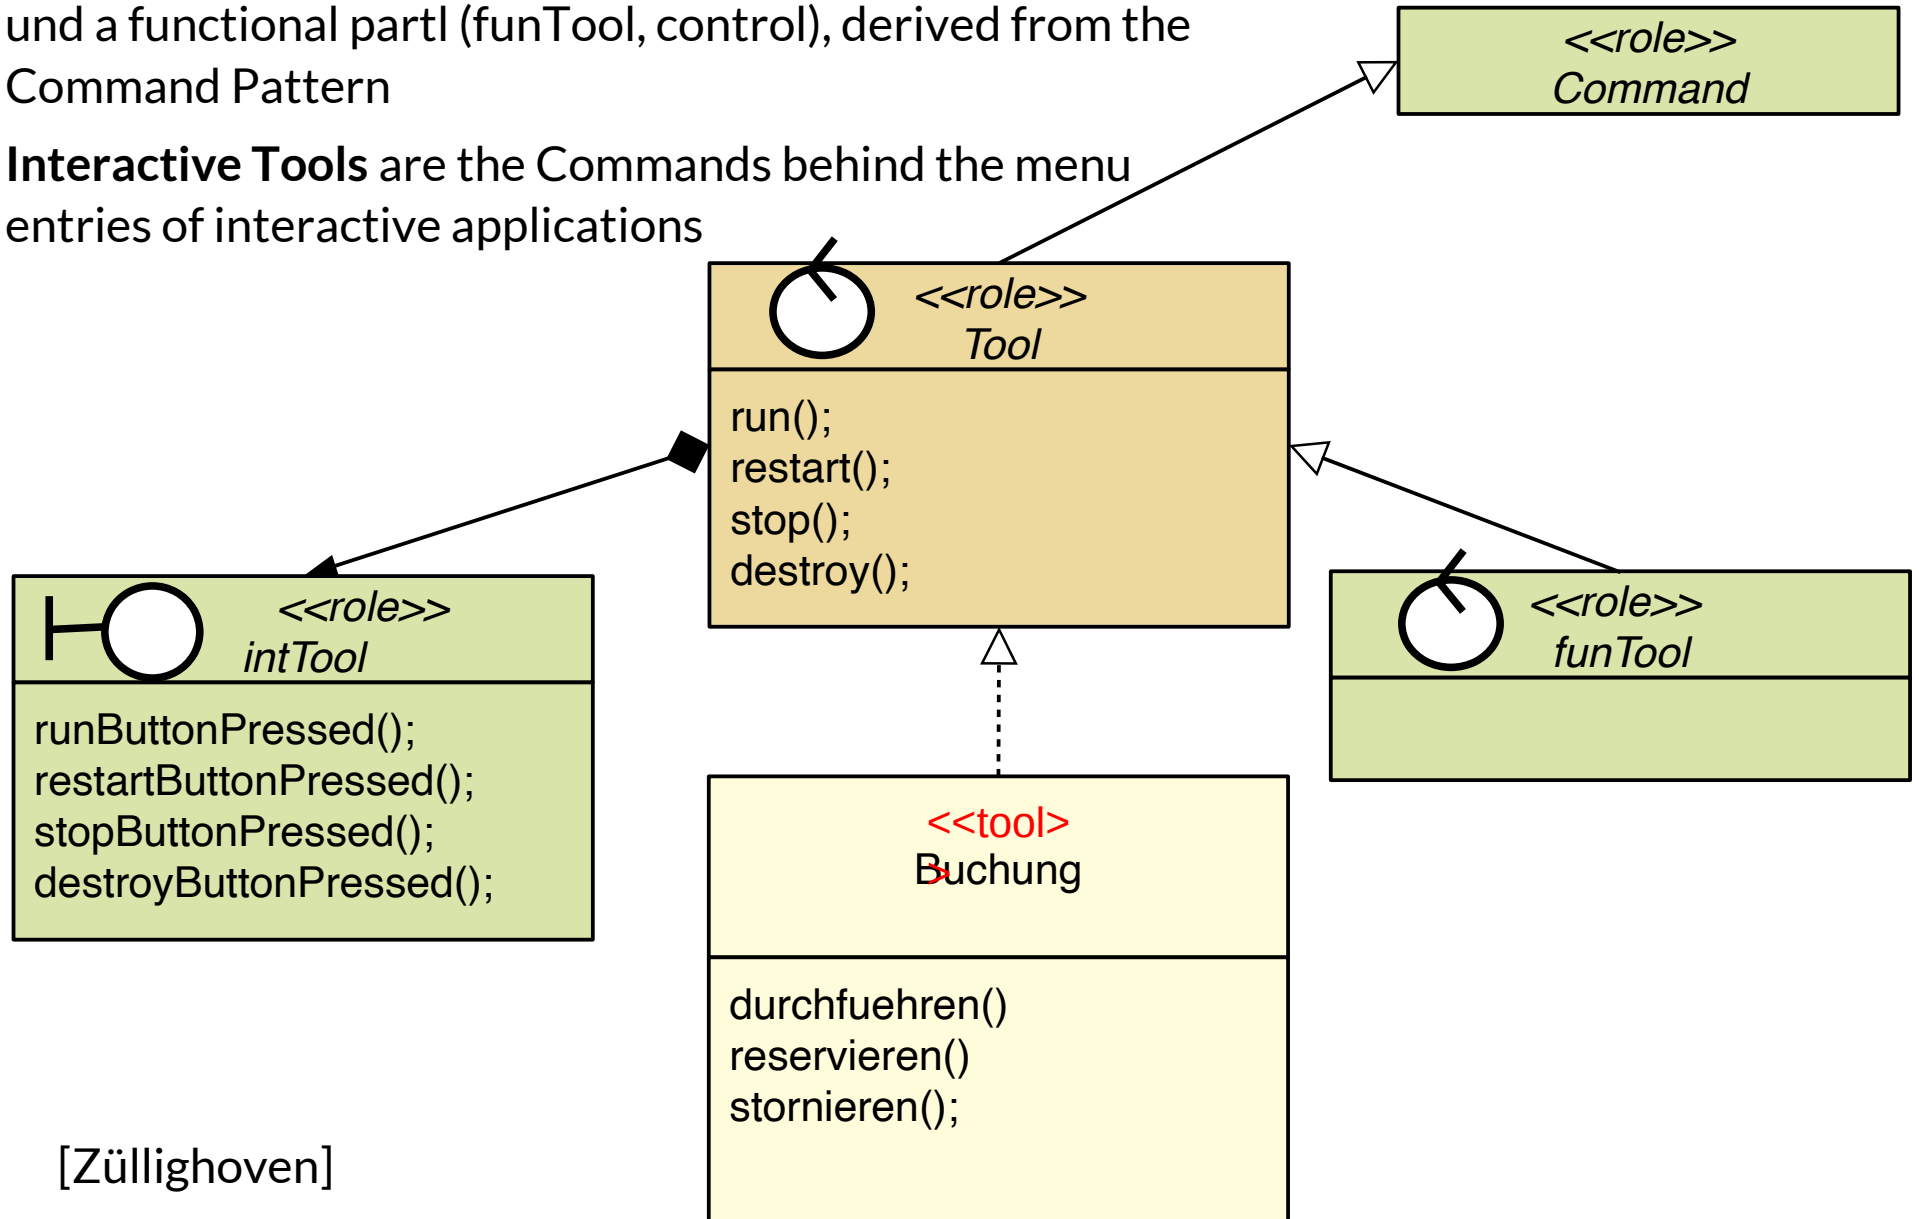 und a functional partl (funTool, control), derived from the
Command Pattern
Interactive Tools are the Commands behind the menu
entries of interactive applications
<<role>>
Command
<<role>>
Tool
run();
restart();
stop();
destroy();
<<role>>
intTool
runButtonPressed();
restartButtonPressed();
stopButtonPressed();
destroyButtonPressed();
<<role>>
funTool
<<tool>
>
Buchung
durchfuehren()
reservieren()
stornieren();
[Züllighoven]